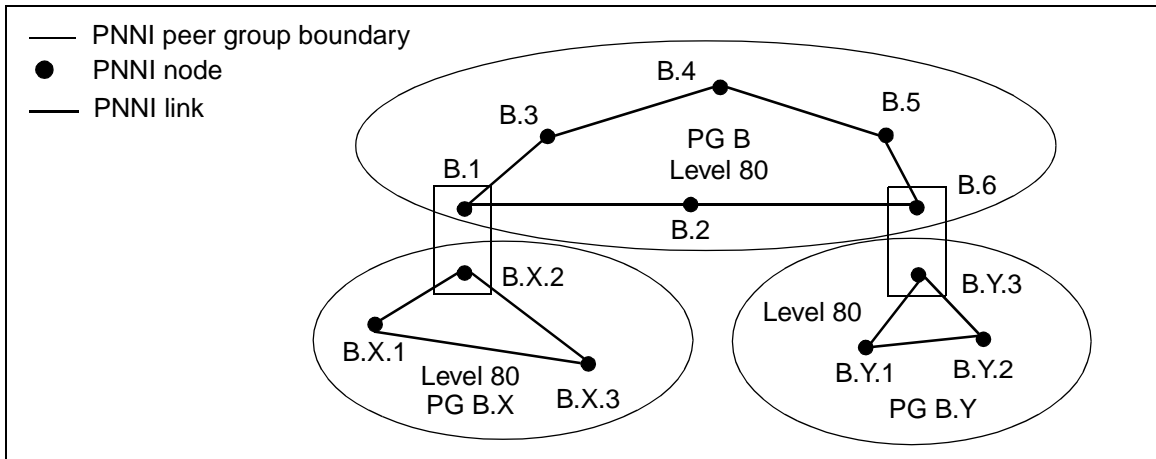 PNNI peer group boundary
PNNI node
PNNI link
B.4
B.3
B.5
PG B
Level 80
B.1
B.6
B.2
B.X.2
B.X.1
Level 80
PG B.X
B.X.3
B.Y.3
Level 80
B.Y.1
B.Y.2
PG B.Y